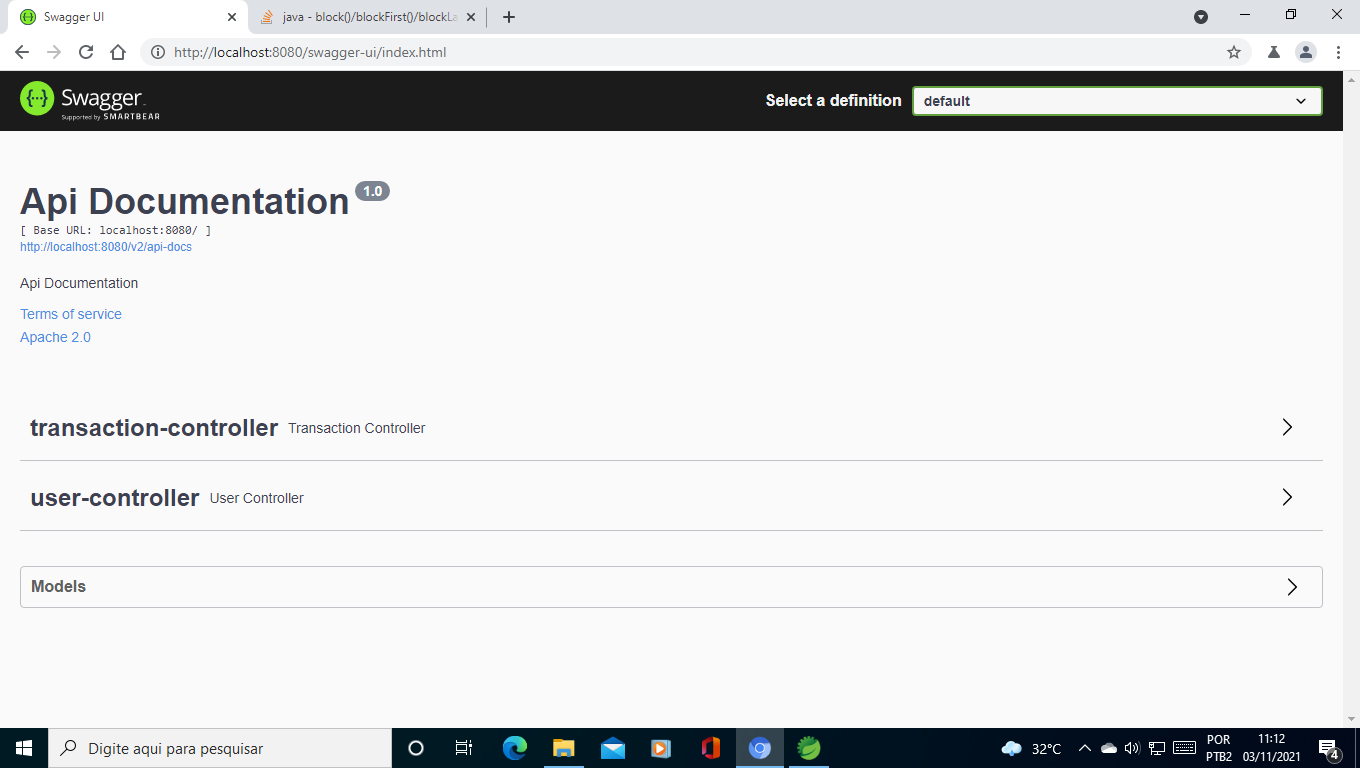 Swagger UI
java - block()/blockFirst()/blockLa
http://localhost:8080/swagger-ui/index.html
Swagger
Supported by SMARTBEAR
Select a definition
default
Api Documentation 1.0
[ Base URL: localhost:8080/ ]
http://localhost:8080/v2/api-docs
Api Documentation
Terms of service
Apache 2.0
transaction-controller Transaction Controller
user-controller User Controller
Models
Digite aqui para pesquisar
32°C
POR
PTB2
11:12
03/11/2021
4